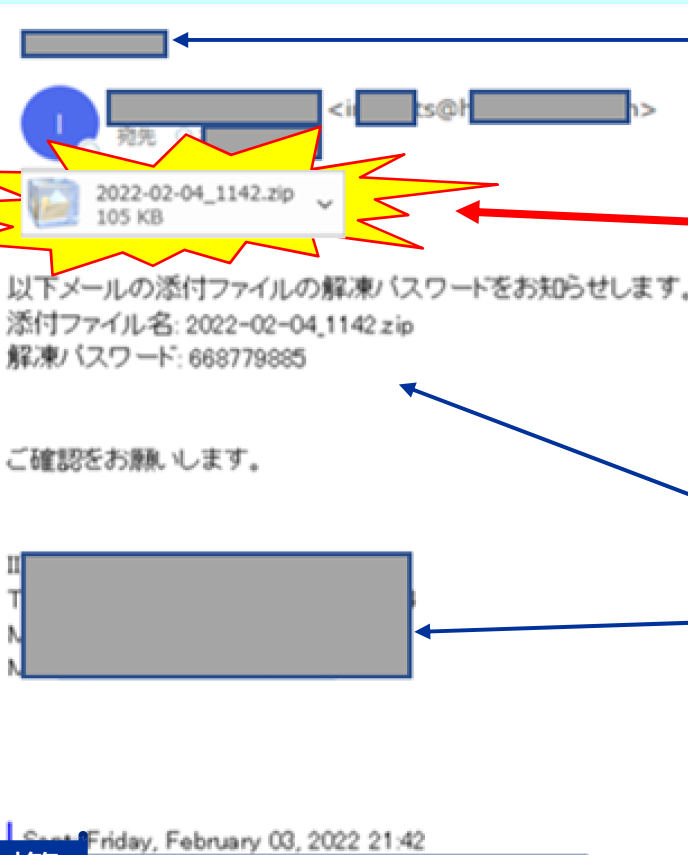 I
宛先
2022-02-04_1142.zip
105 KB
以下メールの添付ファイルの解凍パスワードをお知らせします。
添付ファイル名: 2022-02-04_1142.zip
解凍パスワード: 668779885
ご確認をお願いします。
Friday, February 03, 2022 21:42